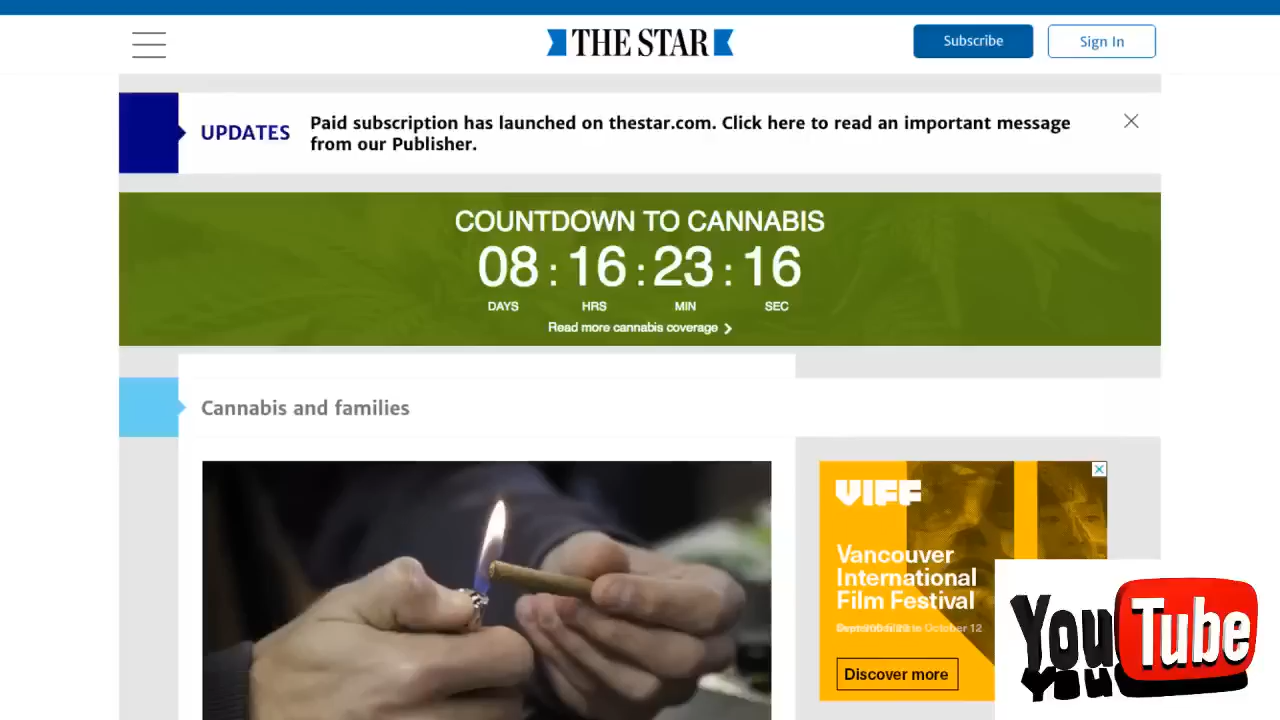 THE STAR
Subscribe
Sign In
UPDATES
Paid subscription has launched on thestar.com. Click here to read an important message
from our Publisher.
COUNTDOWN TO CANNABIS
08 : 16 : 23 : 16
DAYS HRS MIN SEC
Read more cannabis coverage
Cannabis and families
VIFF
Vancouver
International
Film Festival
October 12
Discover more
YouTube
You